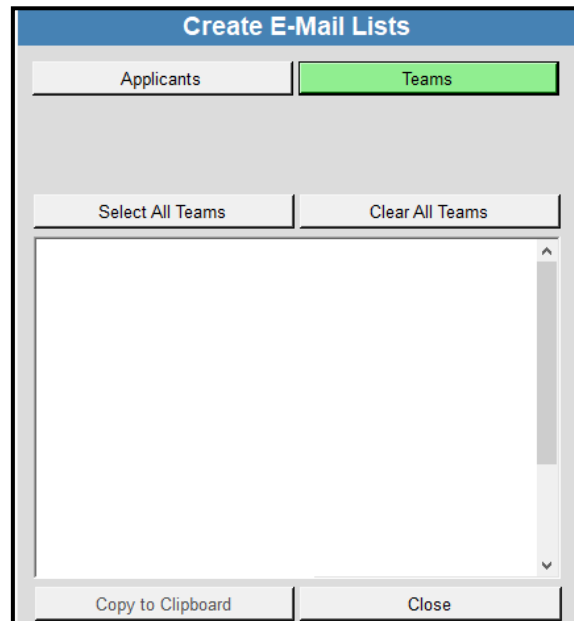 Create E-Mail Lists
Applicants Teams
Select All Teams Clear All Teams
Copy to Clipboard Close